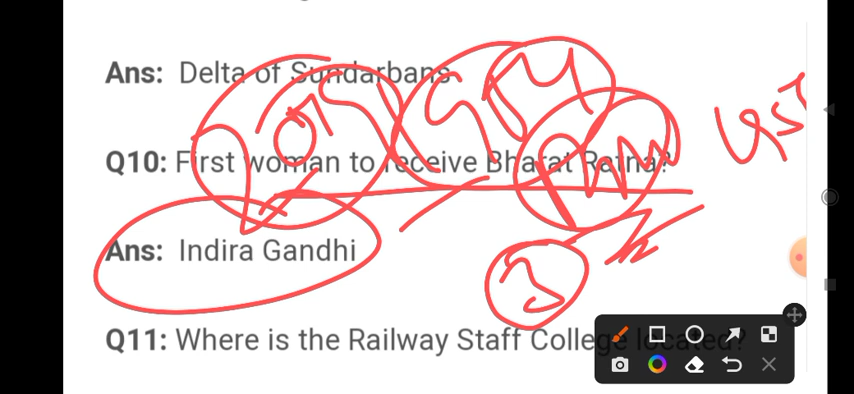 Ans: Delta of Sundarbans
Q10: First woman to receive Bharat Ratna?
Ans: Indira Gandhi
Q11: Where is the Railway Staff College located?